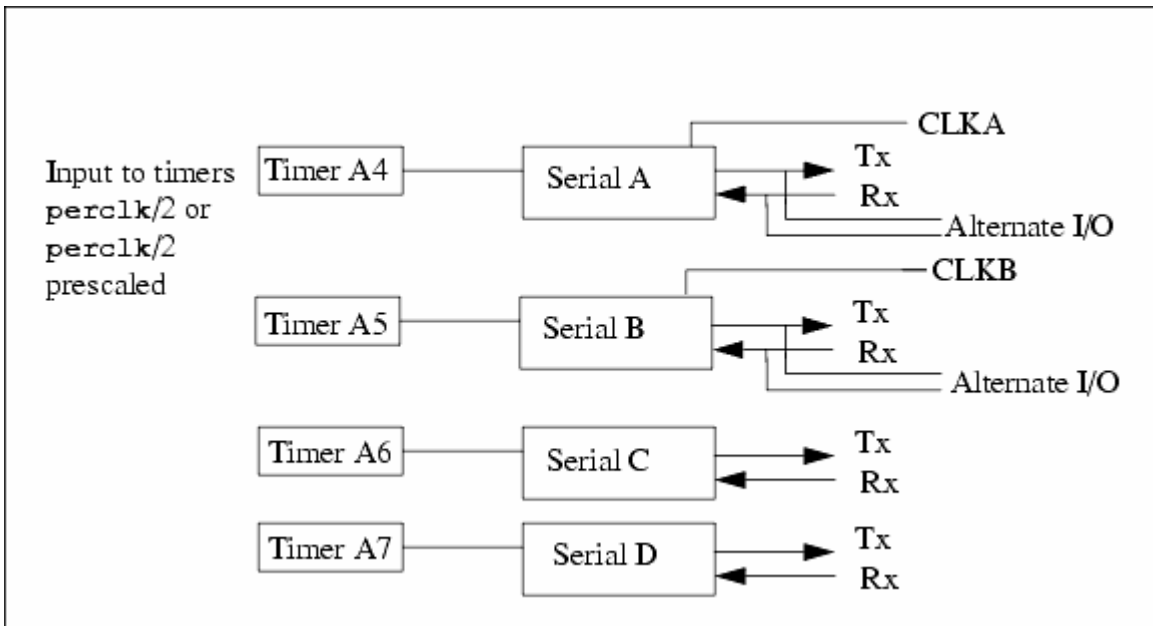 CLKA
Input to timers
perclk/2 or
perclk/2
prescaled
Timer A4
Serial A
Tx
Rx
Alternate I/O
CLKB
Timer A5
Serial B
Tx
Rx
Alternate I/O
Timer A6
Serial C
Tx
Rx
Timer A7
Serial D
Tx
Rx